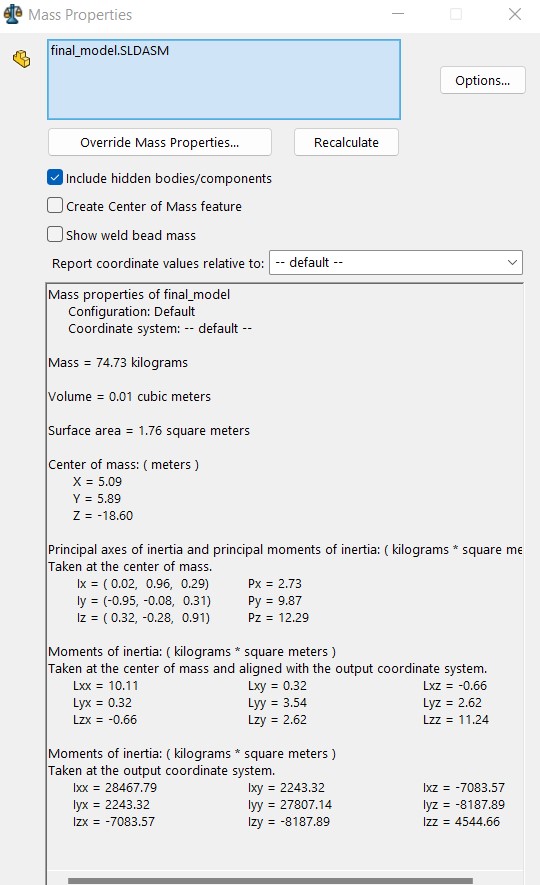 Mass Properties
final_model.SLDASM
Options...
Override Mass Properties... Recalculate
Include hidden bodies/components
Create Center of Mass feature
Show weld bead mass
Report coordinate values relative to: -- default --
Mass properties of final_model
Configuration: Default
Coordinate system: -- default --
Mass = 74.73 kilograms
Volume = 0.01 cubic meters
Surface area = 1.76 square meters
Center of mass: ( meters )
X = 5.09
Y = 5.89
Z = -18.60
Principal axes of inertia and principal moments of inertia: ( kilograms * square me
Taken at the center of mass.
Ix = ( 0.02, 0.96, 0.29) Px = 2.73
Iy = (-0.95, -0.08, 0.31) Py = 9.87
Iz = ( 0.32, -0.28, 0.91) Pz = 12.29
Moments of inertia: ( kilograms * square meters )
Taken at the center of mass and aligned with the output coordinate system.
Lxx = 10.11 Lxy = 0.32 Lxz = -0.66
Lyx = 0.32 Lyy = 3.54 Lyz = 2.62
Lzx = -0.66 Lzy = 2.62 Lzz = 11.24
Moments of inertia: ( kilograms * square meters )
Taken at the output coordinate system.
Ixx = 28467.79 Ixy = 2243.32 Ixz = -7083.57
Iyx = 2243.32 Iyy = 27807.14 Iyz = -8187.89
Izx = -7083.57 Izy = -8187.89 Izz = 4544.66